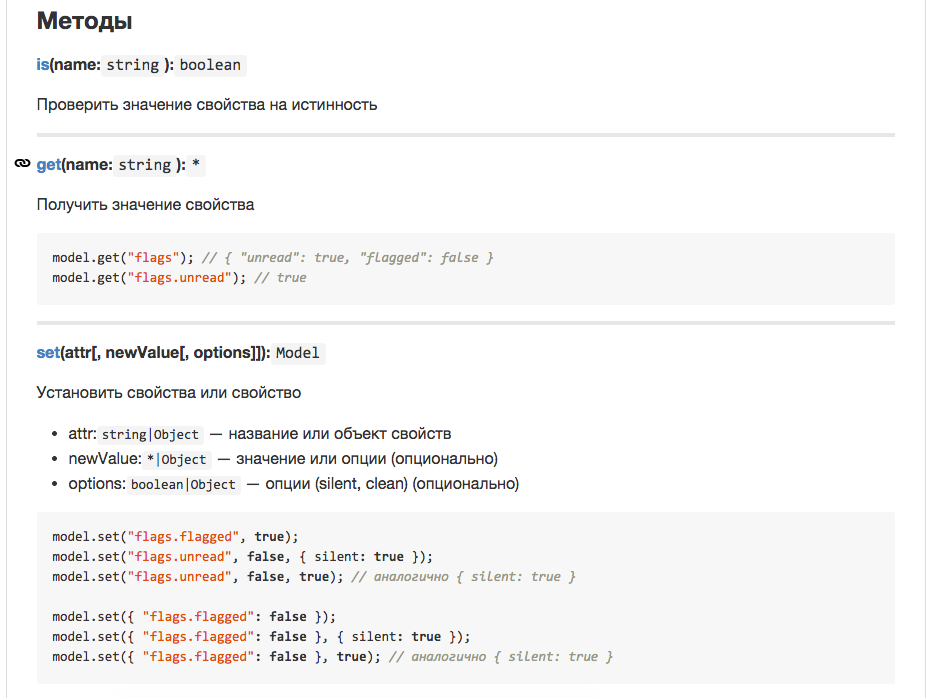 Методы
is(name: string ): boolean
Проверить значение свойства на истинность
get(name: string ): *
Получить значение свойства
model.get("flags"); // { "unread": true, "flagged": false }
model.get("flags.unread"); // true
set(attr[, newValue[, options]]): Model
Установить свойства или свойство
• attr: string|Object — название или объект свойств
• newValue: *|Object — значение или опции (опционально)
• options: boolean|Object — опции (silent, clean) (опционально)
model.set("flags.flagged", true);
model.set("flags.unread", false, { silent: true });
model.set("flags.unread", false, true); // аналогично { silent: true }
model.set({ "flags.flagged": false });
model.set({ "flags.flagged": false }, { silent: true });
model.set({ "flags.flagged": false }, true); // аналогично { silent: true }